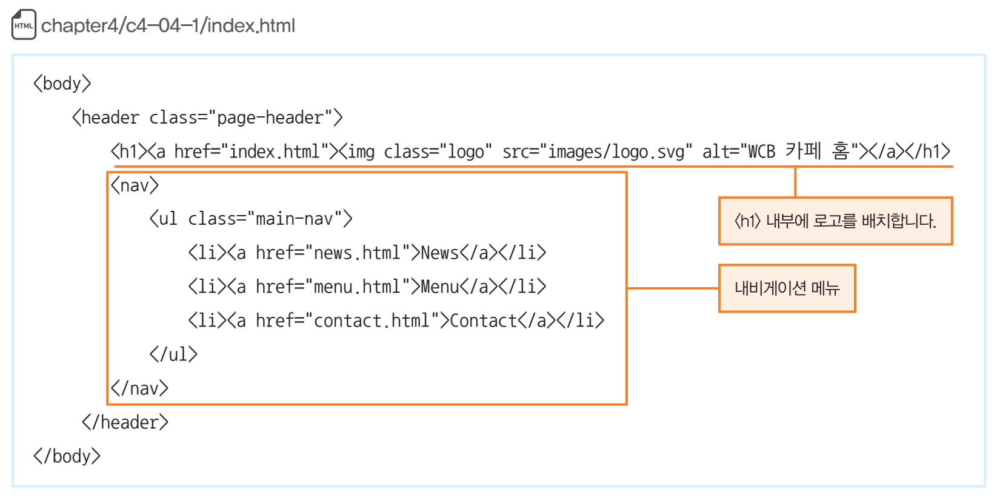 HTML chapter4/c4-04-1/index.html
<body>
<header class="page-header">
<h1><a href="index.html"><img class="logo" src="images/logo.svg" alt="WCB 카페 홈"></a></h1>
<nav>
<ul class="main-nav">
<h1> 내부에 로고를 배치합니다.
<li><a href="news.html">News</a></li>
<li><a href="menu.html">Menu</a></li>
내비게이션 메뉴
<li><a href="contact.html">Contact</a></li>
</ul>
</nav>
</header>
</body>